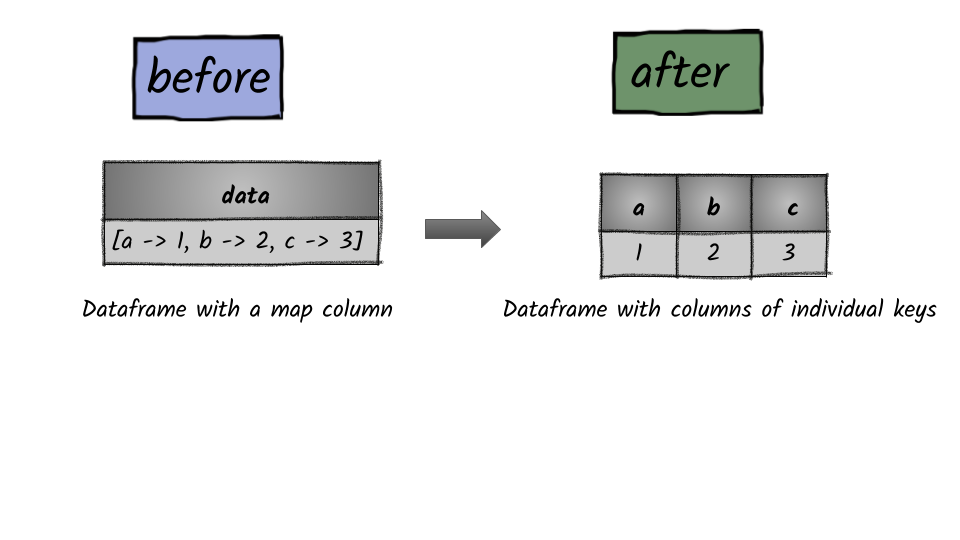 before
after
data
[a -> 1, b -> 2, c -> 3]
a b c
1 2 3
Dataframe with a map column
Dataframe with columns of individual keys